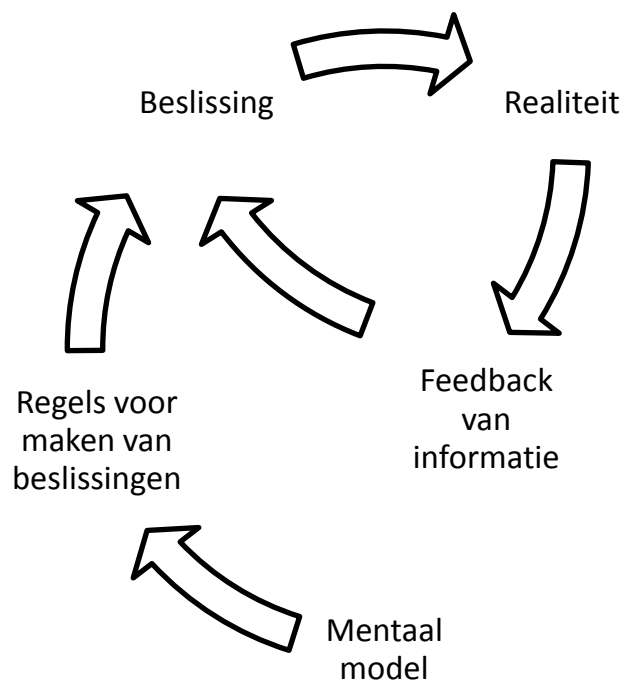 Beslissing
Realiteit
Regels voor
maken van
beslissingen
Feedback
van
informatie
Mentaal
model